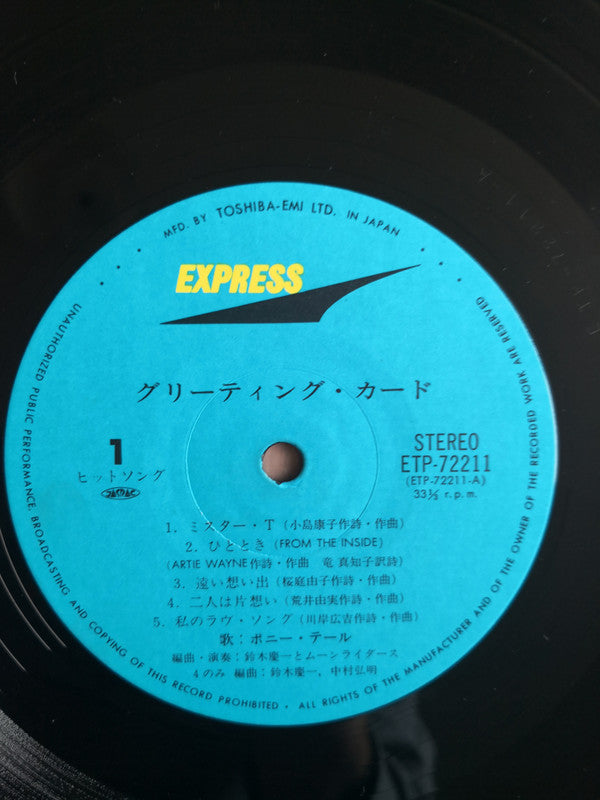 MFD. BY TOSHIBA-EMI LTD. IN JAPAN
EXPRESS
グリーティング・カード
1
ヒットソング
STEREO
ETP-72211
(ETP-72211-A)
33⅓ r.p.m.
1. ミスター・T (小島康子作詩・作曲)
2. ひととき (FROM THE INSIDE)
(ARTIE WAYNE作詩・作曲 竜 真知子訳詩)
3. 遠い想い出 (桜庭由子作詩・作曲)
4. 二人は片想い (荒井由実作詩・作曲)
5. 私のラヴ・ソング (川岸広吉作詩・作曲)
歌：ポニー・テール
編曲・演奏：鈴木慶一とムーンライダース
4のみ 編曲：鈴木慶一, 中村弘明
UNAUTHORIZED PUBLIC PERFORMANCE, BROADCASTING AND COPYING OF THIS RECORD PROHIBITED • ALL RIGHTS OF THE MANUFACTURER AND OF THE OWNER OF THE RECORDED WORK ARE RESERVED